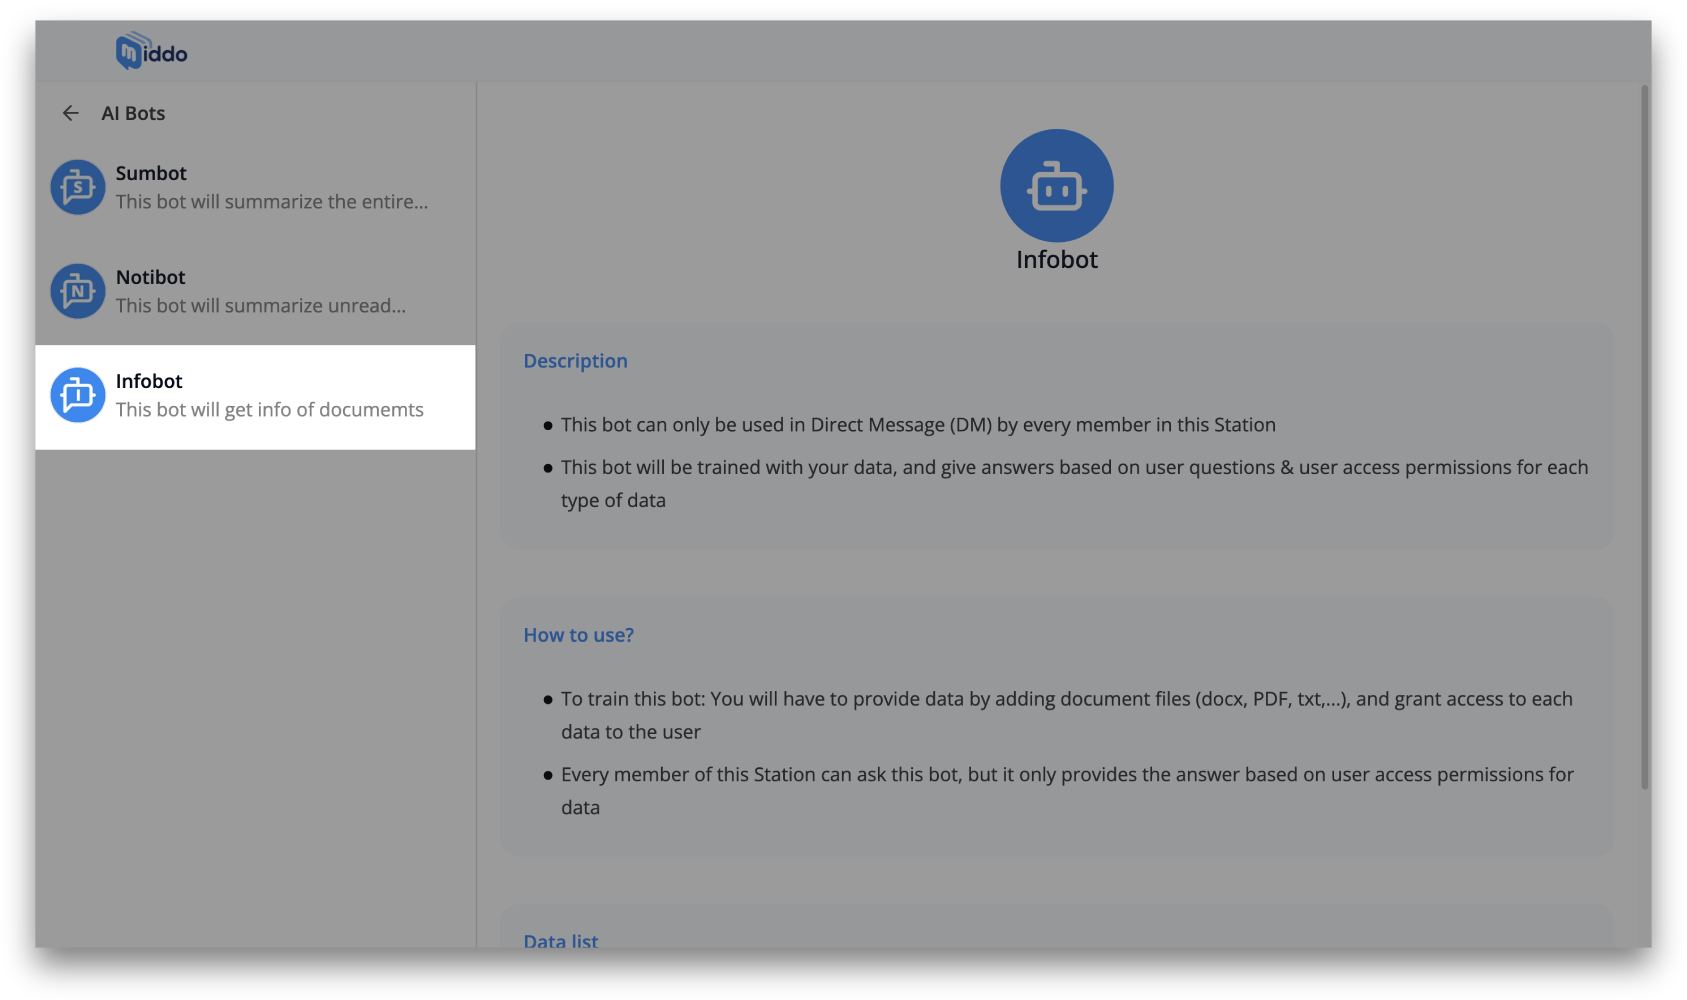 middo
AI Bots
S
Sumbot
This bot will summarize the entire...
N
Notibot
This bot will summarize unread...
I
Infobot
This bot will get info of documemts
Infobot
Description
This bot can only be used in Direct Message (DM) by every member in this Station
This bot will be trained with your data, and give answers based on user questions & user access permissions for each
type of data
How to use?
To train this bot: You will have to provide data by adding document files (docx, PDF, txt,...), and grant access to each
data to the user
Every member of this Station can ask this bot, but it only provides the answer based on user access permissions for
data
Data list